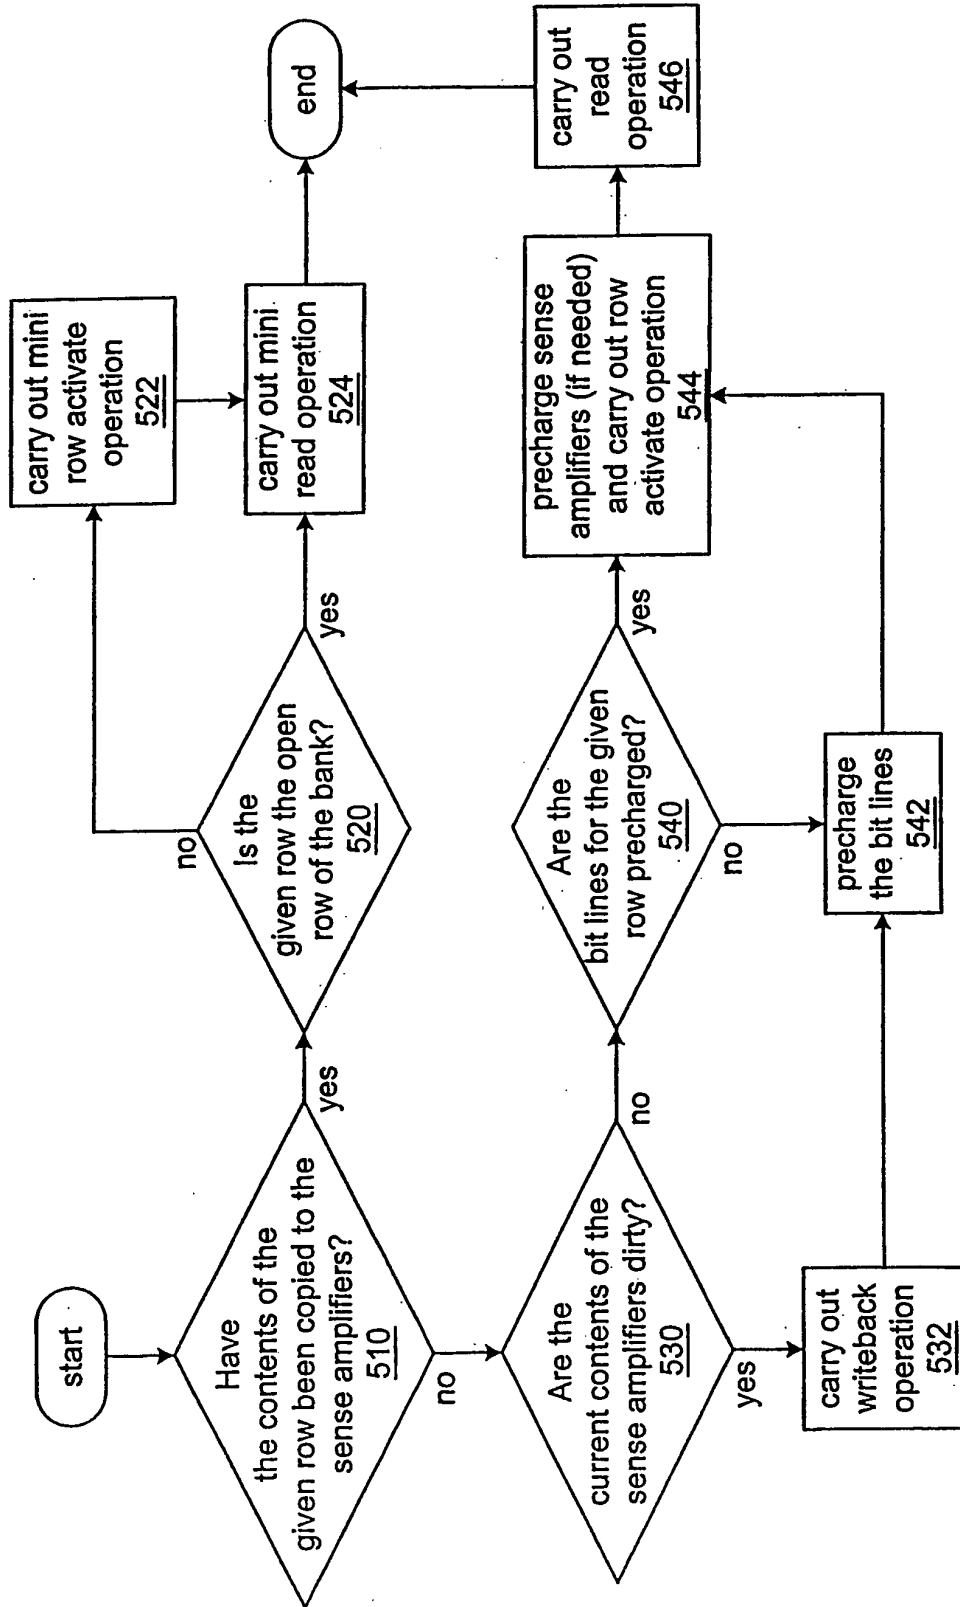 start
Have
the contents of the
given row been copied to the
sense amplifiers?
510
yes
no
Is the
given row the open
row of the bank?
520
no
yes
carry out mini
row activate
operation
522
carry out mini
read operation
524
end
Are the
current contents of the
sense amplifiers dirty?
530
no
yes
carry out
writeback
operation
532
Are the
bit lines for the given
row precharged?
540
yes
no
precharge
the bit lines
542
precharge sense
amplifiers (if needed)
and carry out row
activate operation
544
carry out
read
operation
546